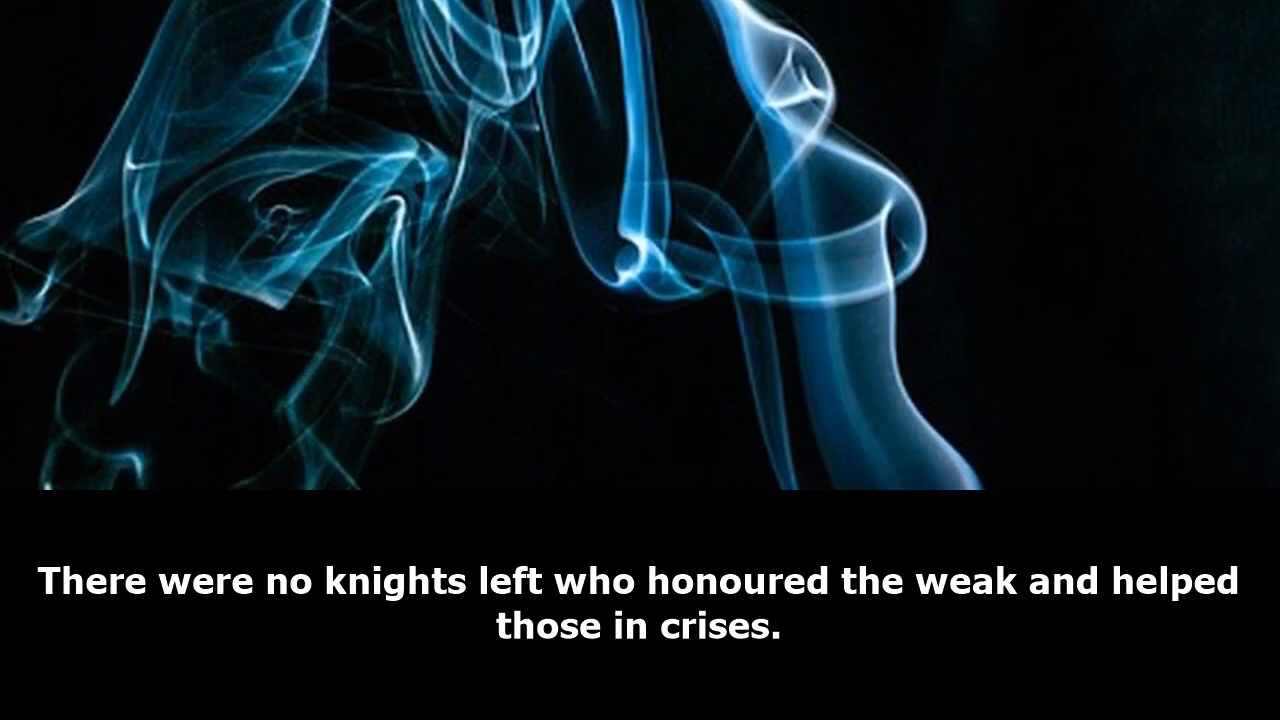 There were no knights left who honoured the weak and helped
those in crises.